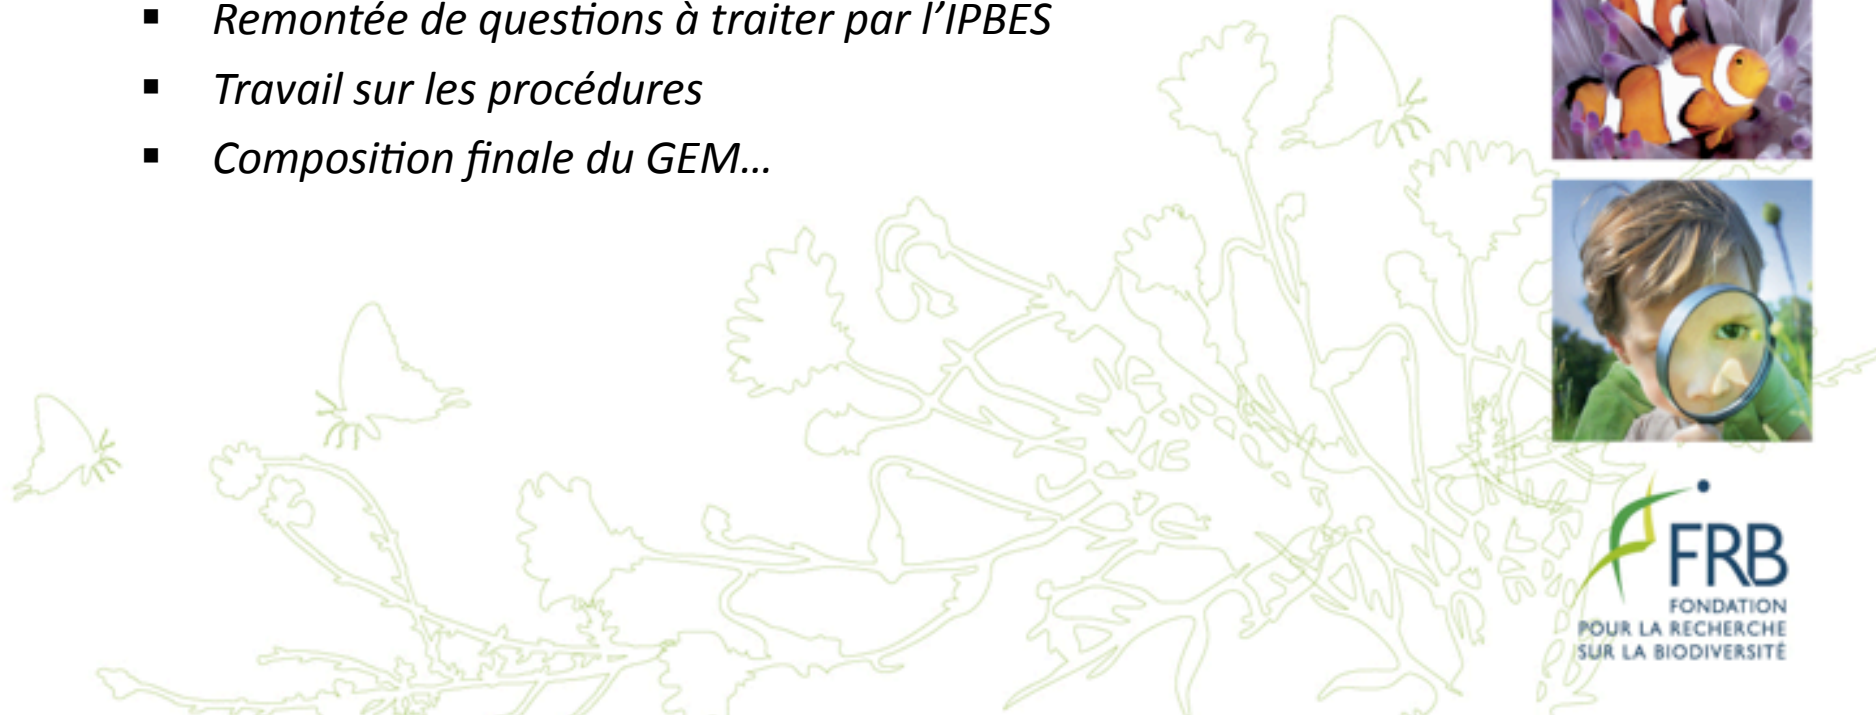 ▪ Remontée de questions à traiter par l’IPBES
▪ Travail sur les procédures
▪ Composition finale du GEM…
FRB
FONDATION
POUR LA RECHERCHE
SUR LA BIODIVERSITÉ